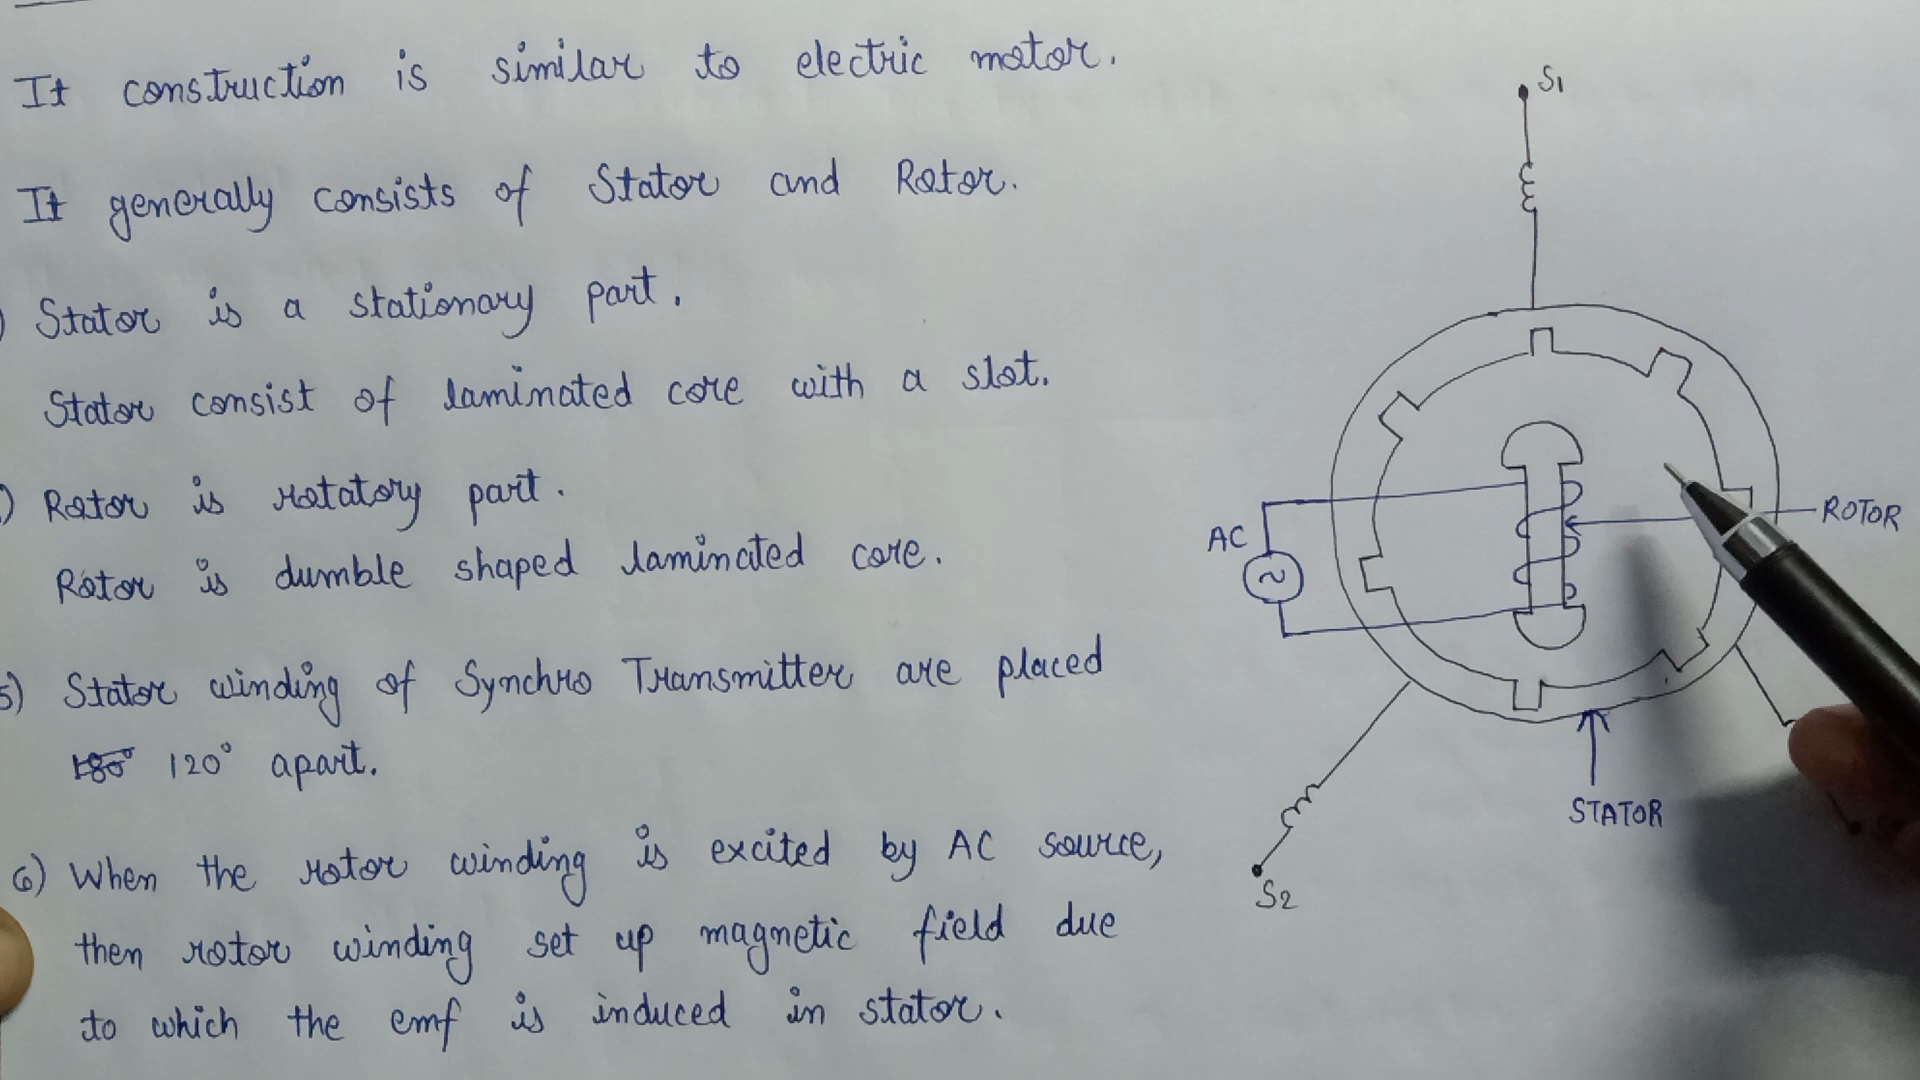 It construction is similar to electric motor.
It generally consists of Stator and Rotor.
) Stator is a stationary part.
Stator consist of laminated core with a slot.
) Rotor is rotatory part.
Rotor is dumble shaped laminated core.
5) Stator winding of Synchro Transmitter are placed
180° 120° apart.
6) When the rotor winding is excited by AC source,
then rotor winding set up magnetic field due
to which the emf is induced in stator.
S1
AC
ROTOR
STATOR
S2